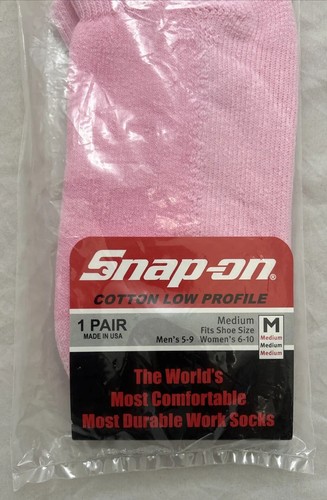 Snap-on
COTTON LOW PROFILE
1 PAIR
MADE IN USA
Medium
Fits Shoe Size
Men's 5-9 Women's 6-10
M
Medium
Medium
Medium
The World's
Most Comfortable
Most Durable Work Socks